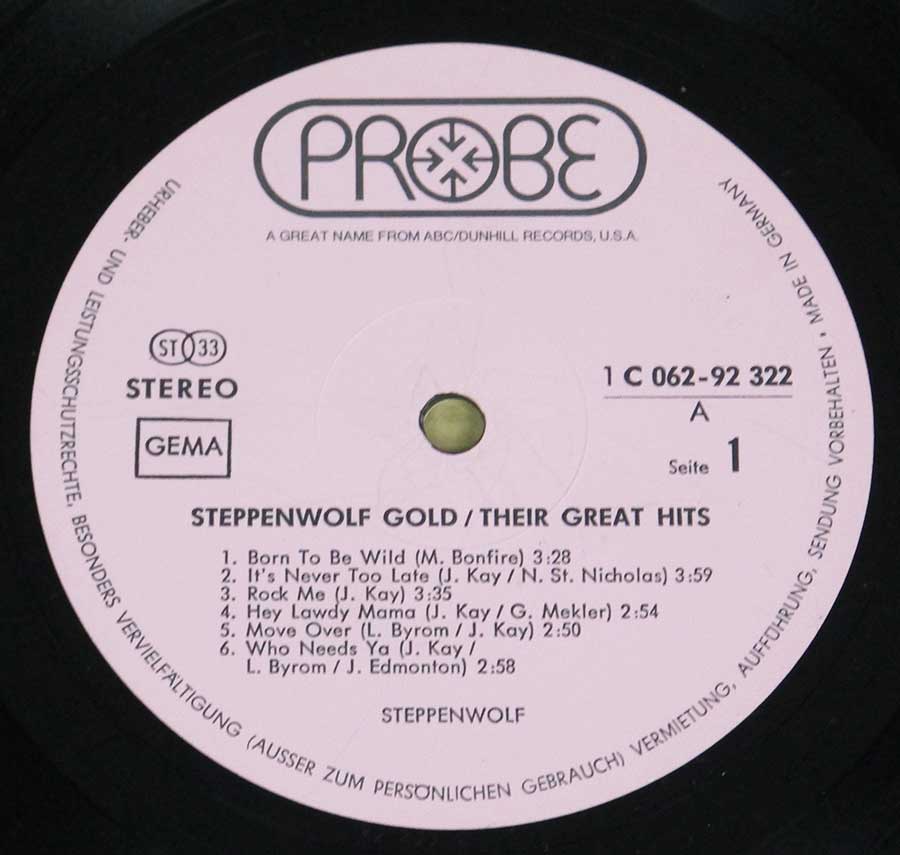 PROBE
A GREAT NAME FROM ABC/DUNHILL RECORDS, U.S.A.
ST 33
STEREO
GEMA
1 C 062-92 322
A
Seite 1
STEPPENWOLF GOLD / THEIR GREAT HITS
1. Born To Be Wild (M. Bonfire) 3:28
2. It's Never Too Late (J. Kay / N. St. Nicholas) 3:59
3. Rock Me (J. Kay) 3:35
4. Hey Lawdy Mama (J. Kay / G. Mekler) 2:54
5. Move Over (L. Byrom / J. Kay) 2:50
6. Who Needs Ya (J. Kay /
L. Byrom / J. Edmonton) 2:58
STEPPENWOLF
URHEBER- UND LEISTUNGSSCHUTZRECHTE, BESONDERS VERVIELFÄLTIGUNG (AUSSER ZUM PERSÖNLICHEN GEBRAUCH) VERMIETUNG, AUFFÜHRUNG, SENDUNG VORBEHALTEN • MADE IN GERMANY